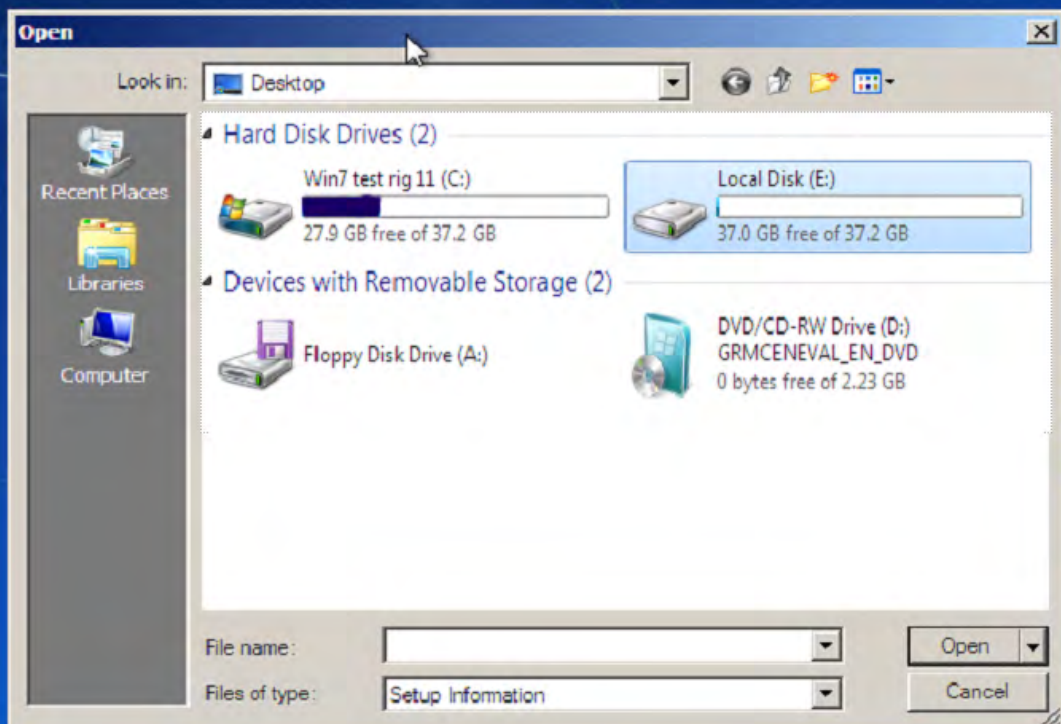 Open
Look in:
Desktop
Recent Places
Libraries
Computer
Hard Disk Drives (2)
Win7 test rig 11 (C:)
27.9 GB free of 37.2 GB
Local Disk (E:)
37.0 GB free of 37.2 GB
Devices with Removable Storage (2)
Floppy Disk Drive (A:)
DVD/CD-RW Drive (D:)
GRMCENEVAL_EN_DVD
0 bytes free of 2.23 GB
File name:
Open
Files of type:
Setup Information
Cancel